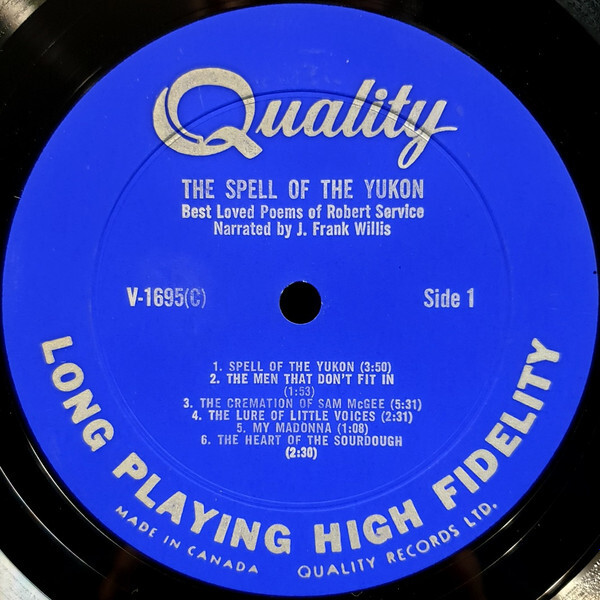 Quality
THE SPELL OF THE YUKON
Best Loved Poems of Robert Service
Narrated by J. Frank Willis
V-1695(C)
Side 1
1. SPELL OF THE YUKON (3:50)
2. THE MEN THAT DON'T FIT IN
(1:53)
3. THE CREMATION OF SAM McGEE (5:31)
4. THE LURE OF LITTLE VOICES (2:31)
5. MY MADONNA (1:08)
6. THE HEART OF THE SOURDOUGH
(2:30)
LONG PLAYING HIGH FIDELITY
MADE IN CANADA QUALITY RECORDS LTD.